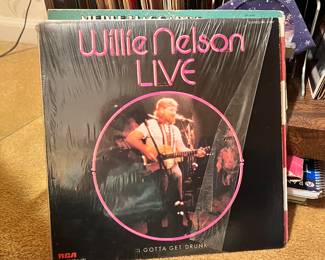 Willie Nelson
LIVE
I GOTTA GET DRUNK
RCA